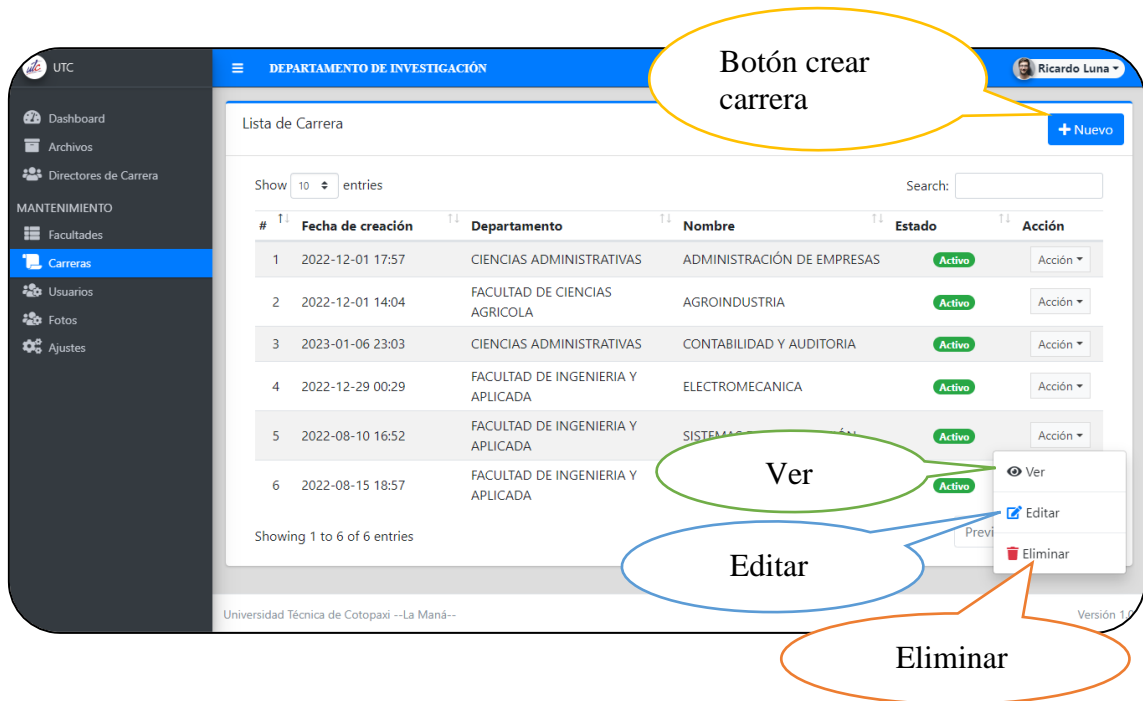 Botón crear
carrera
utc UTC
DEPARTAMENTO DE INVESTIGACIÓN
Ricardo Luna
Dashboard
Archivos
Directores de Carrera
MANTENIMIENTO
Facultades
Carreras
Usuarios
Fotos
Ajustes
Lista de Carrera
+ Nuevo
Show 10 entries
Search:
# Fecha de creación Departamento Nombre Estado Acción
1 2022-12-01 17:57 CIENCIAS ADMINISTRATIVAS ADMINISTRACIÓN DE EMPRESAS Activo Acción
2 2022-12-01 14:04 FACULTAD DE CIENCIAS AGROINDUSTRIA Activo Acción
AGRICOLA
3 2023-01-06 23:03 CIENCIAS ADMINISTRATIVAS CONTABILIDAD Y AUDITORIA Activo Acción
4 2022-12-29 00:29 FACULTAD DE INGENIERIA Y ELECTROMECANICA Activo Acción
APLICADA
5 2022-08-10 16:52 FACULTAD DE INGENIERIA Y Activo Acción
APLICADA
6 2022-08-15 18:57 FACULTAD DE INGENIERIA Y Activo
APLICADA
Ver
Editar
Eliminar
Ver
Editar
Eliminar
Showing 1 to 6 of 6 entries
Universidad Técnica de Cotopaxi --La Maná--
Versión 1.0